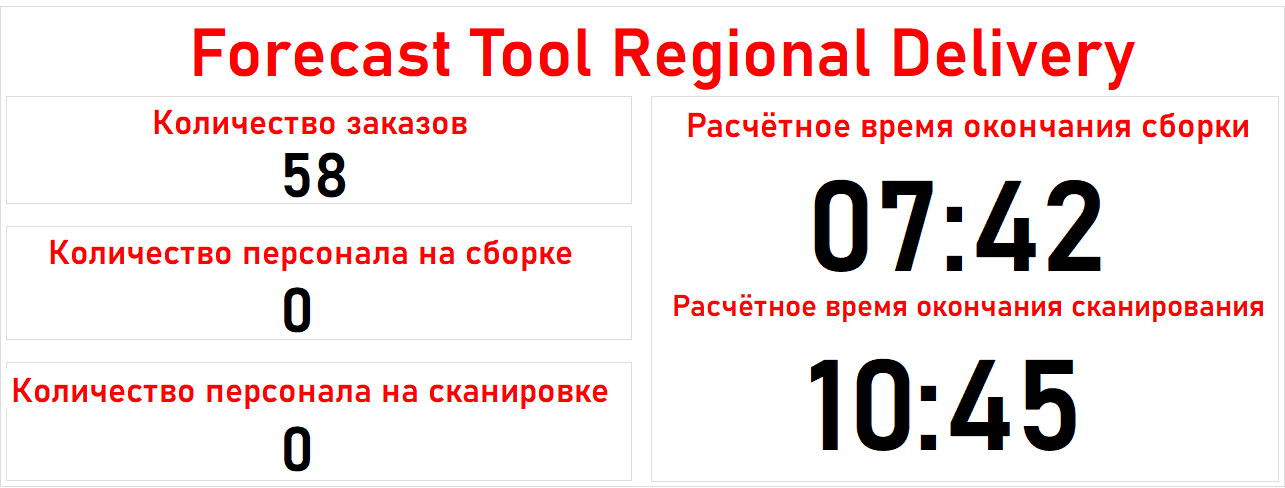 Forecast Tool Regional Delivery
Количество заказов
58
Количество персонала на сборке
0
Количество персонала на сканировке
0
Расчётное время окончания сборки
07:42
Расчётное время окончания сканирования
10:45